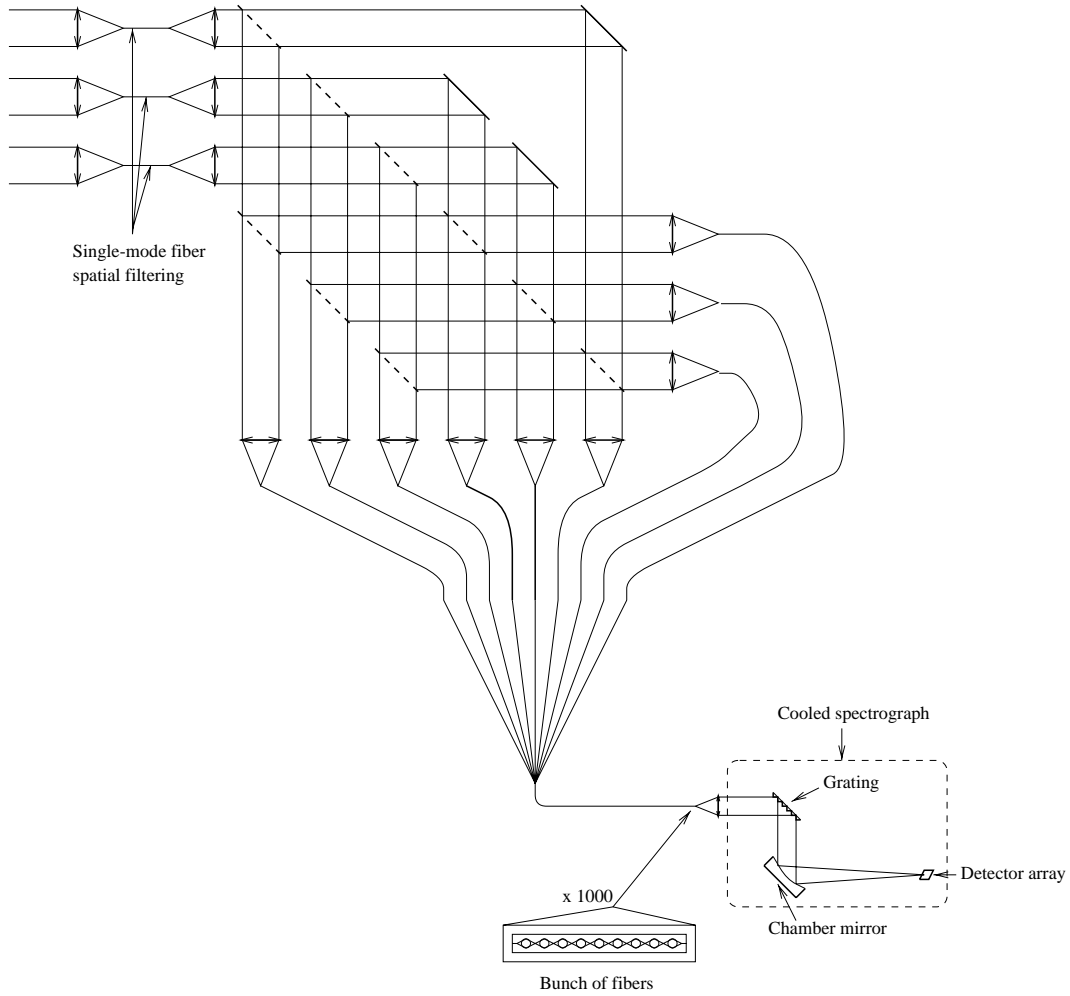 Single-mode fiber
spatial filtering
Cooled spectrograph
Grating
Detector array
x 1000
Chamber mirror
Bunch of fibers